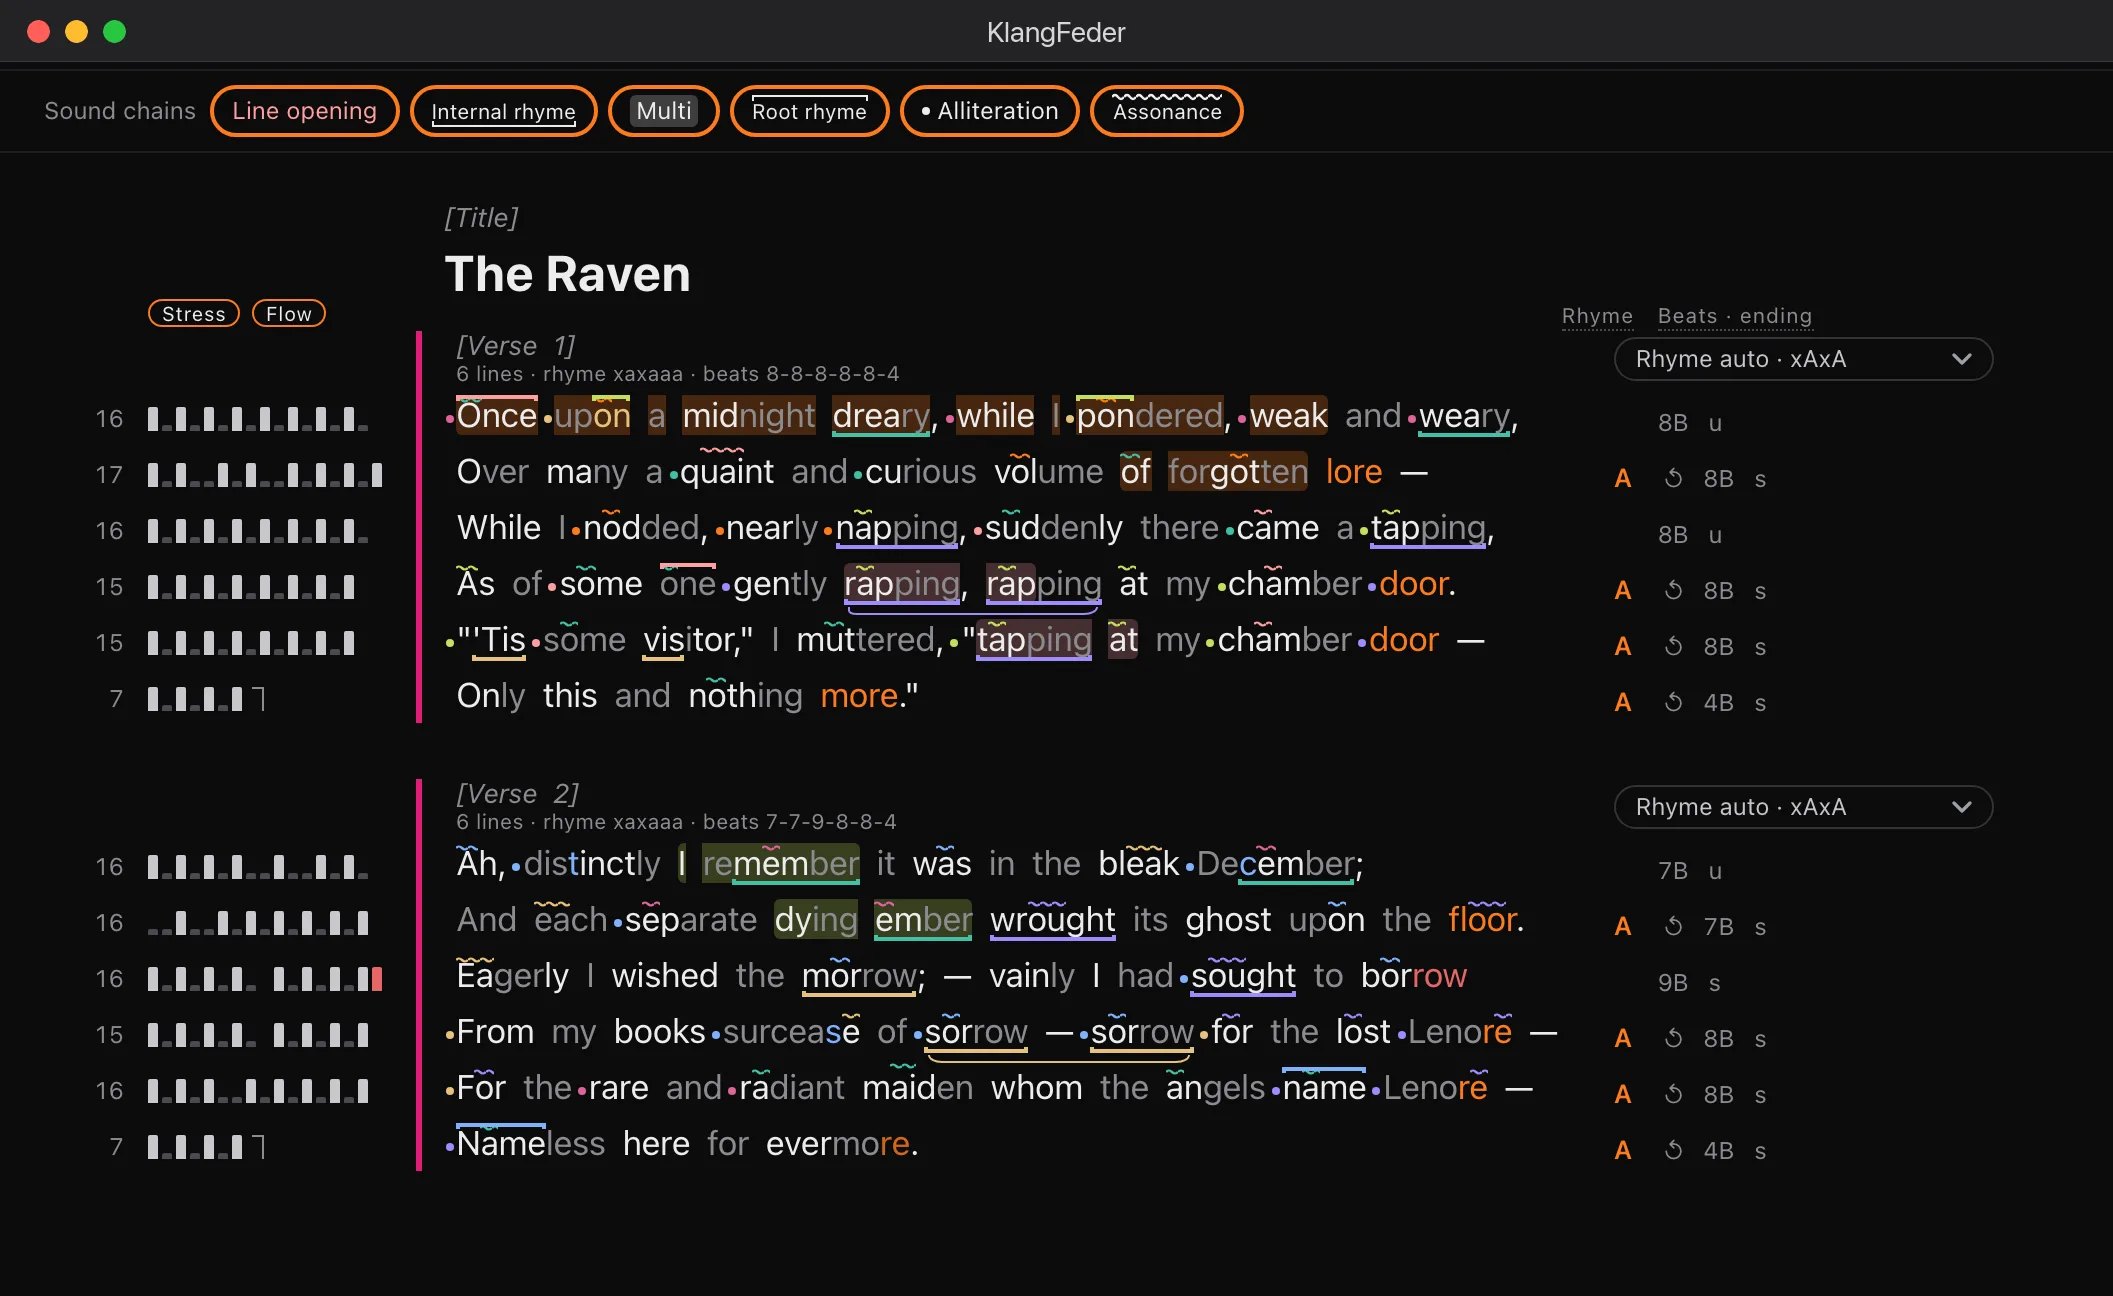 KlangFeder
Sound chains Line opening Internal rhyme Multi Root rhyme • Alliteration Assonance
[Title]
The Raven
Stress Flow
Rhyme Beats · ending
[Verse 1]
6 lines · rhyme xaxaaa · beats 8-8-8-8-8-4
Rhyme auto · xAxA
16 Once upon a midnight dreary, while I pondered, weak and weary, 8B u
17 Over many a quaint and curious volume of forgotten lore — A 8B s
16 While I nodded, nearly napping, suddenly there came a tapping, 8B u
15 As of some one gently rapping, rapping at my chamber door. A 8B s
15 "'Tis some visitor," I muttered, "tapping at my chamber door — A 8B s
7 Only this and nothing more." A 4B s
[Verse 2]
6 lines · rhyme xaxaaa · beats 7-7-9-8-8-4
Rhyme auto · xAxA
16 Ah, distinctly I remember it was in the bleak December; 7B u
16 And each separate dying ember wrought its ghost upon the floor. A 7B s
16 Eagerly I wished the morrow; — vainly I had sought to borrow 9B s
15 From my books surcease of sorrow — sorrow for the lost Lenore — A 8B s
16 For the rare and radiant maiden whom the angels name Lenore — A 8B s
7 Nameless here for evermore. A 4B s